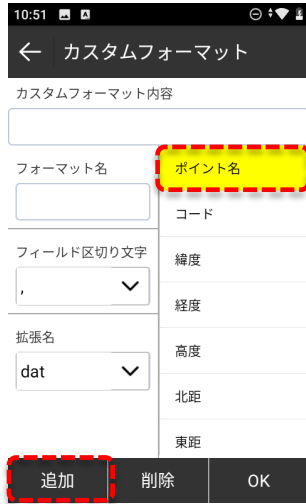 10:51
カスタムフォーマット
カスタムフォーマット内容
フォーマット名
フィールド区切り文字
,
拡張名
dat
ポイント名
コード
緯度
経度
高度
北距
東距
追加 削除 OK